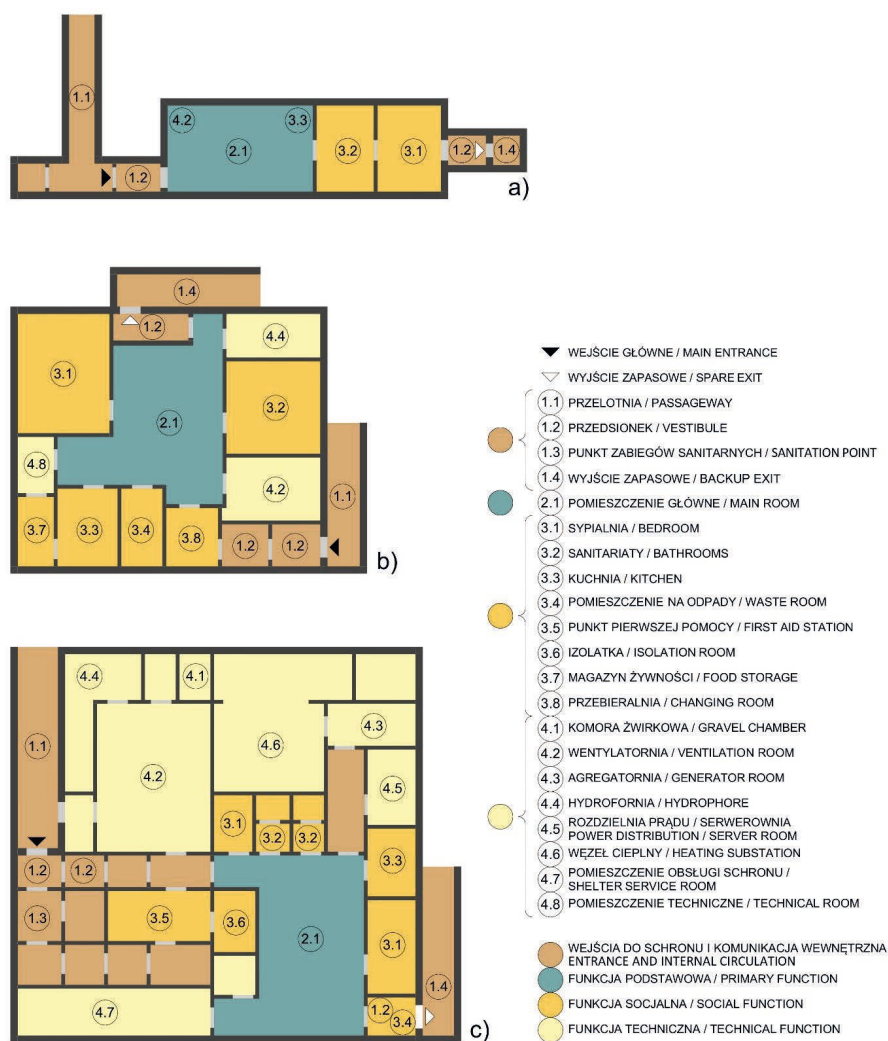 1.1
4.2
3.3
2.1
3.2
3.1
1.2
1.4
1.2
a)
1.4
1.2
4.4
3.1
3.2
2.1
4.8
4.2
1.1
3.7
3.3
3.4
3.8
1.2
1.2
b)
4.4
4.1
1.1
4.3
4.6
4.2
4.5
3.1
3.2
3.2
1.2
1.2
3.3
1.3
3.5
3.6
2.1
3.1
1.4
4.7
1.2
3.4
c)
WEJŚCIE GŁÓWNE / MAIN ENTRANCE
WYJŚCIE ZAPASOWE / SPARE EXIT
1.1 PRZELOTNIA / PASSAGEWAY
1.2 PRZEDSIONEK / VESTIBULE
1.3 PUNKT ZABIEGÓW SANITARNYCH / SANITATION POINT
1.4 WYJŚCIE ZAPASOWE / BACKUP EXIT
2.1 POMIESZCZENIE GŁÓWNE / MAIN ROOM
3.1 SYPIALNIA / BEDROOM
3.2 SANITARIATY / BATHROOMS
3.3 KUCHNIA / KITCHEN
3.4 POMIESZCZENIE NA ODPADY / WASTE ROOM
3.5 PUNKT PIERWSZEJ POMOCY / FIRST AID STATION
3.6 IZOLATKA / ISOLATION ROOM
3.7 MAGAZYN ŻYWNOŚCI / FOOD STORAGE
3.8 PRZEBIERALNIA / CHANGING ROOM
4.1 KOMORA ŻWIRKOWA / GRAVEL CHAMBER
4.2 WENTYLATORNIA / VENTILATION ROOM
4.3 AGREGATORNIA / GENERATOR ROOM
4.4 HYDROFORNIA / HYDROPHORE
4.5 ROZDZIELNIA PRĄDU / SERWEROWNIA
POWER DISTRIBUTION / SERVER ROOM
4.6 WĘZEŁ CIEPLNY / HEATING SUBSTATION
4.7 POMIESZCZENIE OBSŁUGI SCHRONU /
SHELTER SERVICE ROOM
4.8 POMIESZCZENIE TECHNICZNE / TECHNICAL ROOM
WEJŚCIA DO SCHRONU I KOMUNIKACJA WEWNĘTRZNA
ENTRANCE AND INTERNAL CIRCULATION
FUNKCJA PODSTAWOWA / PRIMARY FUNCTION
FUNKCJA SOCJALNA / SOCIAL FUNCTION
FUNKCJA TECHNICZNA / TECHNICAL FUNCTION